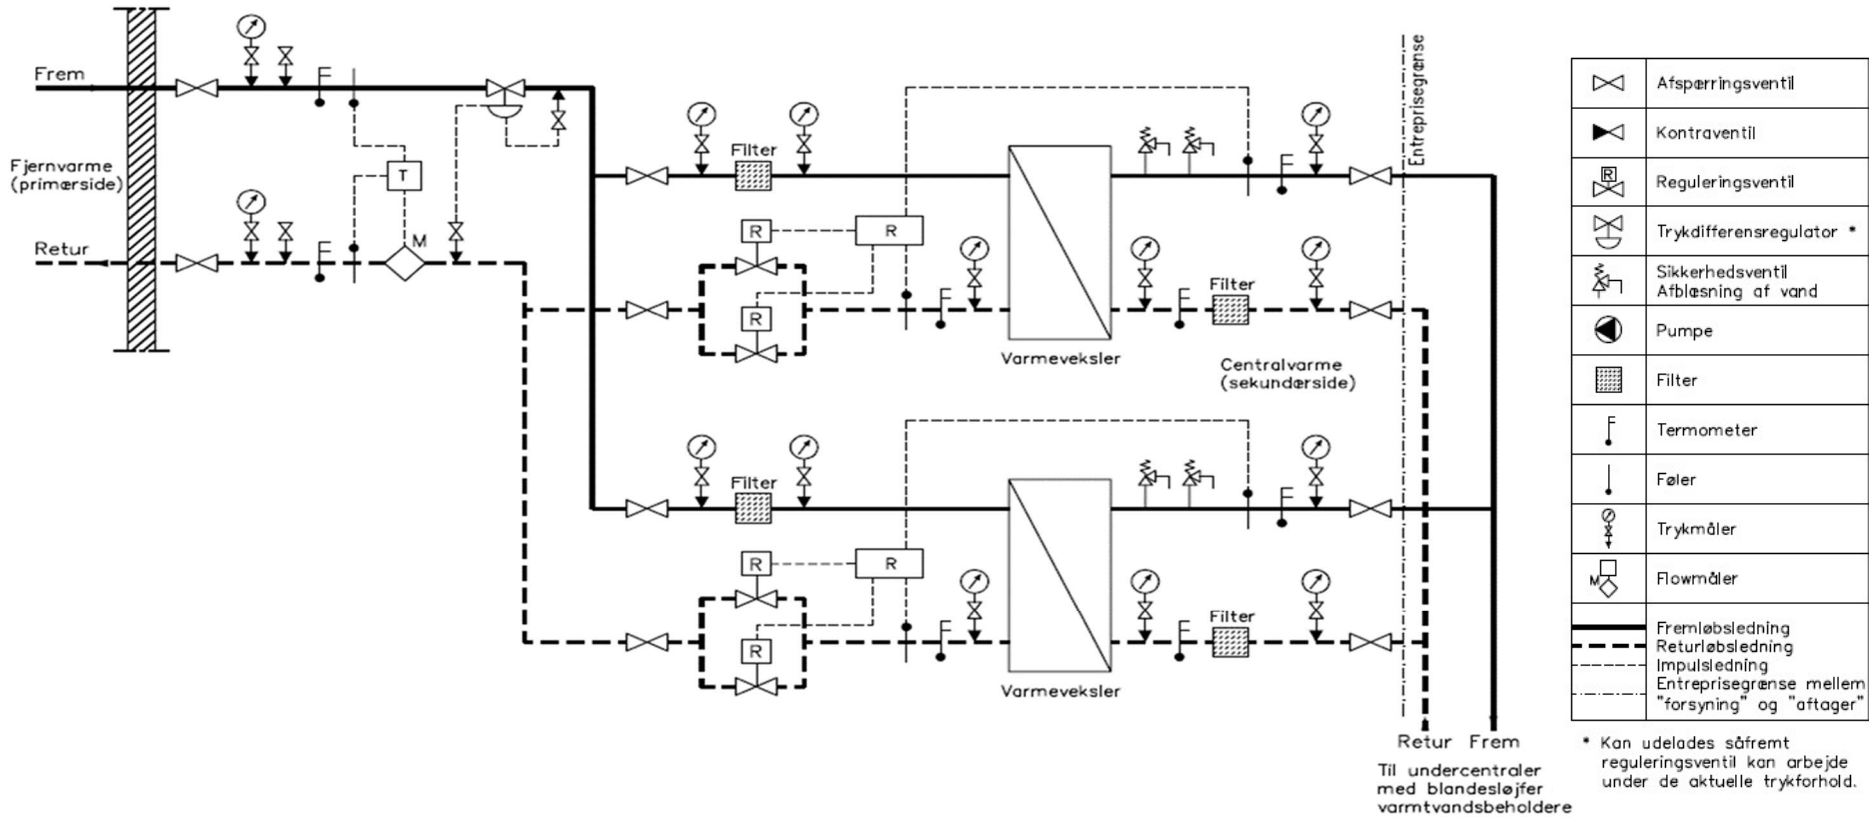 Frem
Fjernvarme
(primærside)
Retur
T
M
Filter
R
R
R
Filter
Varmeveksler
Centralvarme
(sekundærside)
Entreprisegrænse
Filter
R
R
R
Filter
Varmeveksler
Retur Frem
Til undercentraler
med blandesløjfer
varmtvandsbeholdere
Afspærringsventil
Kontraventil
R
Reguleringsventil
Trykdifferensregulator *
Sikkerhedsventil
Afblæsning af vand
Pumpe
Filter
Termometer
Føler
Trykmåler
M
Flowmåler
Fremløbsledning
Returløbsledning
Impulsledning
Entreprisegrænse mellem
"forsyning" og "aftager"
* Kan udelades såfremt
reguleringsventil kan arbejde
under de aktuelle trykforhold.